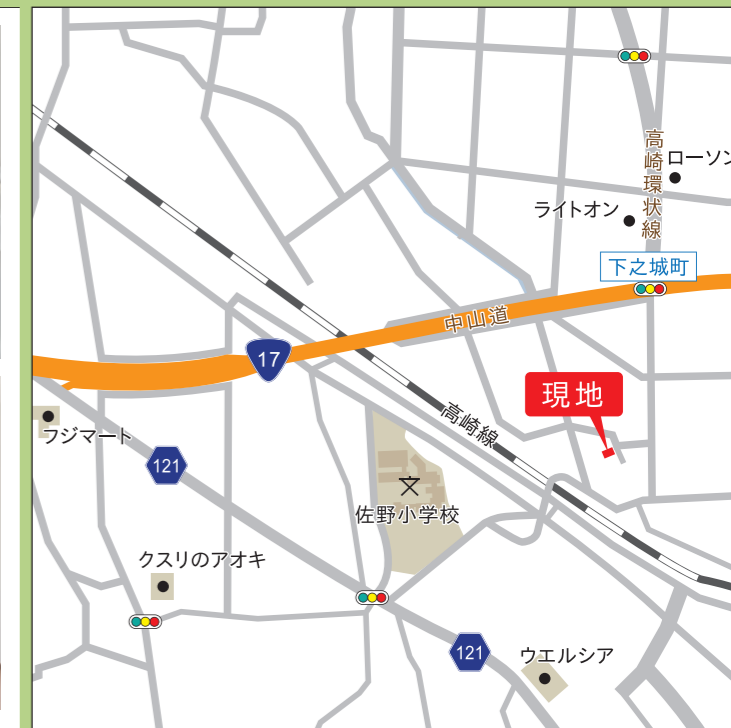 高崎環状線
ローソン
ライトオン
下之城町
中山道
17
現地
フジマート
高崎線
121
文
佐野小学校
クスリのアオキ
121
ウエルシア